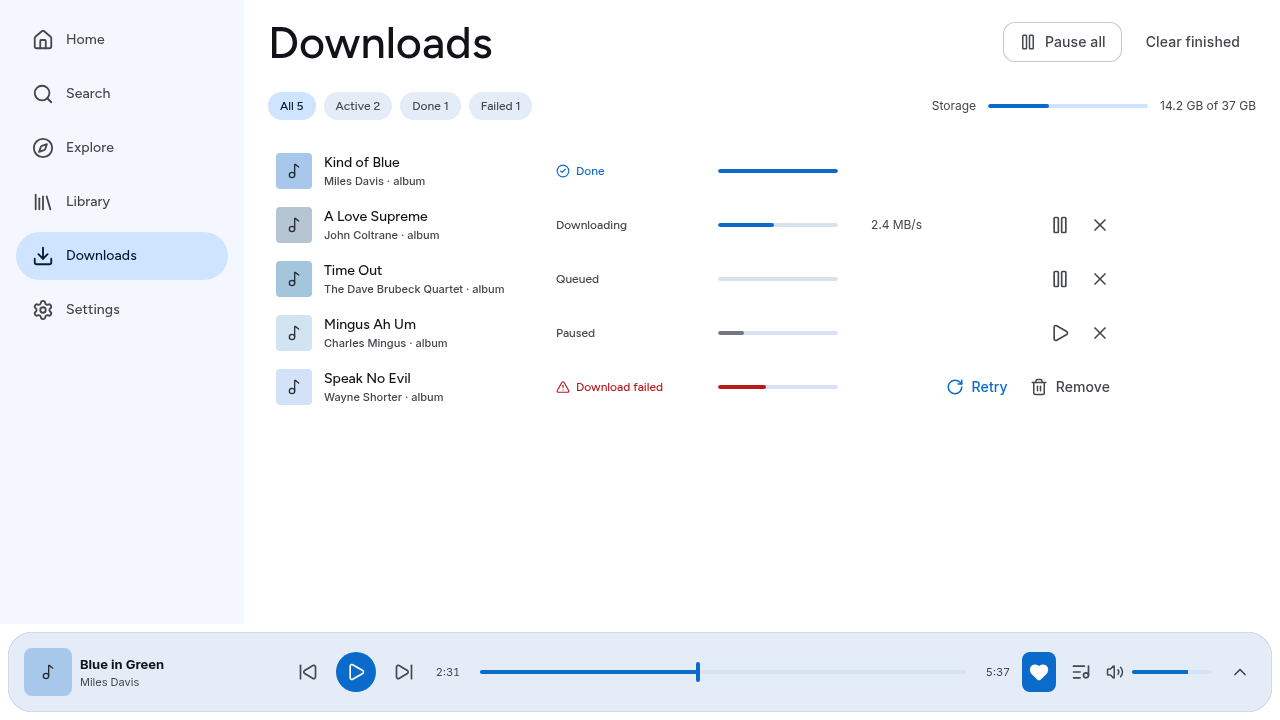 Home
Search
Explore
Library
Downloads
Settings
Downloads
Pause all
Clear finished
All 5
Active 2
Done 1
Failed 1
Storage
14.2 GB of 37 GB
Kind of Blue
Miles Davis · album
Done
A Love Supreme
John Coltrane · album
Downloading
2.4 MB/s
Time Out
The Dave Brubeck Quartet · album
Queued
Mingus Ah Um
Charles Mingus · album
Paused
Speak No Evil
Wayne Shorter · album
Download failed
Retry
Remove
Blue in Green
Miles Davis
2:31
5:37